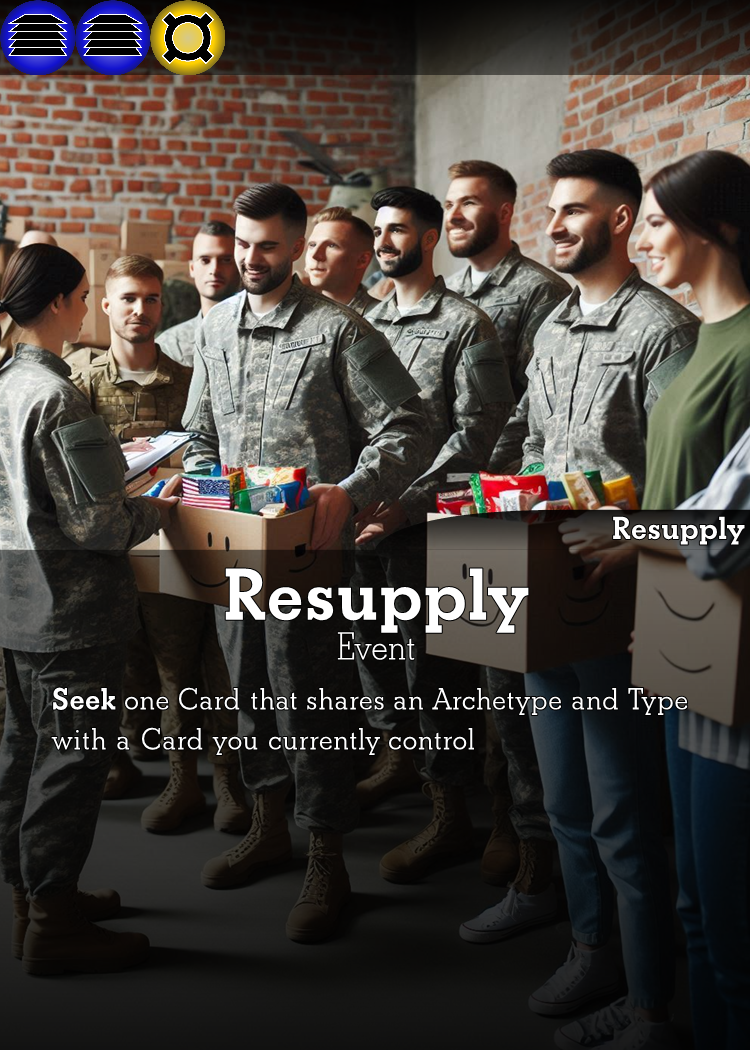 Resupply
Resupply
Event
Seek one Card that shares an Archetype and Type
with a Card you currently control